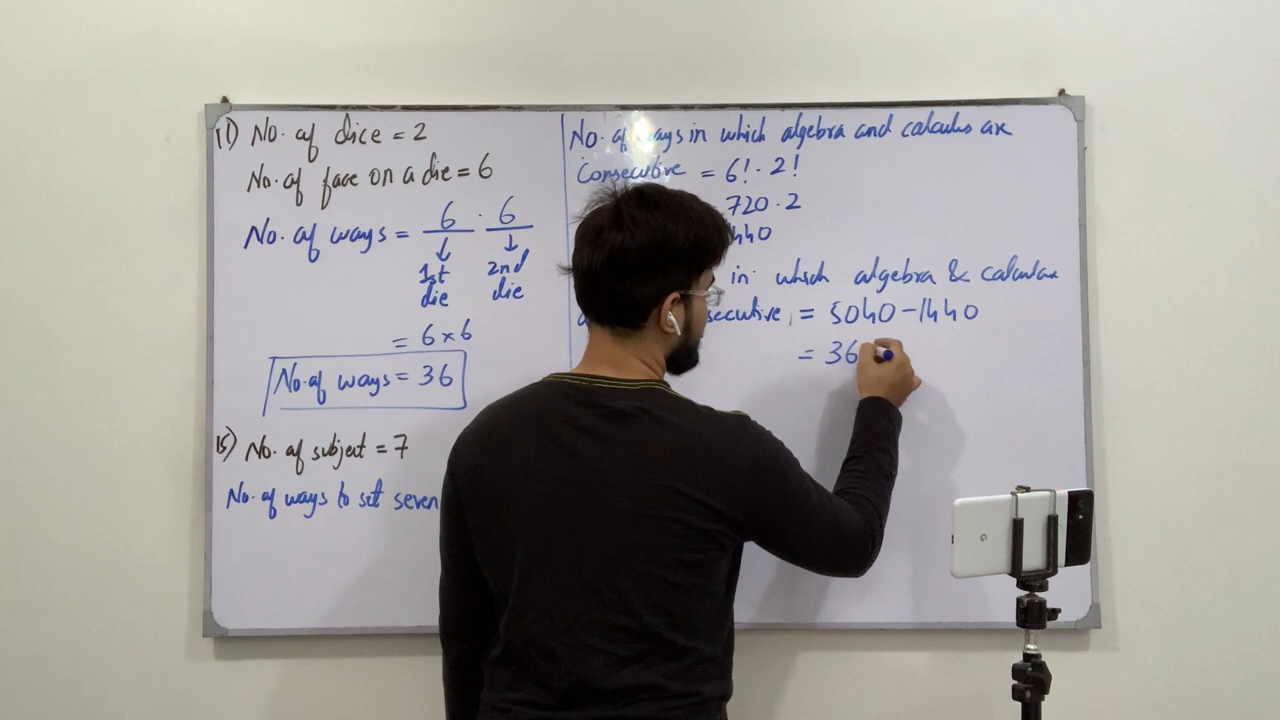 11) No. of dice = 2
No. of face on a die = 6
No. of ways = 6 . 6
1st 2nd
die die
= 6 x 6
No. of ways = 36
15) No. of subject = 7
No. of ways to set seven
No. of ways in which algebra and calculus are
Consecutive = 6! . 2!
720 . 2
440
in which algebra & calculus
secutive = 5040 - 1440
= 36
G